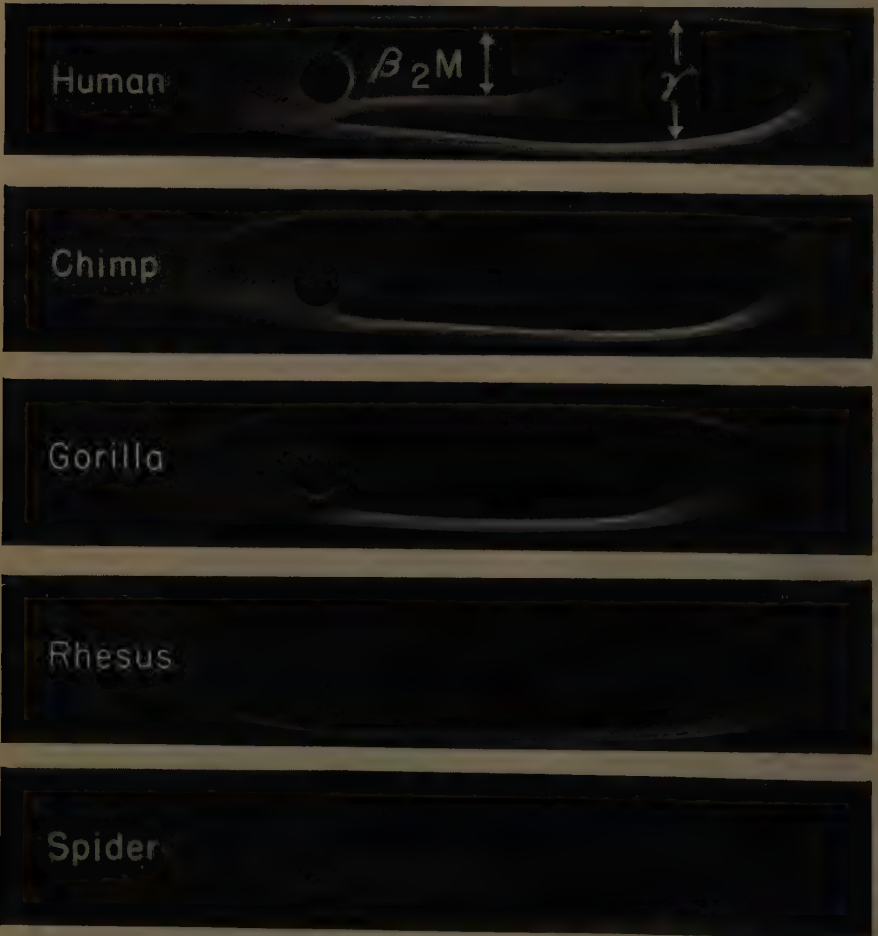 Human β₂M γ
Chimp
Gorilla
Rhesus
Spider